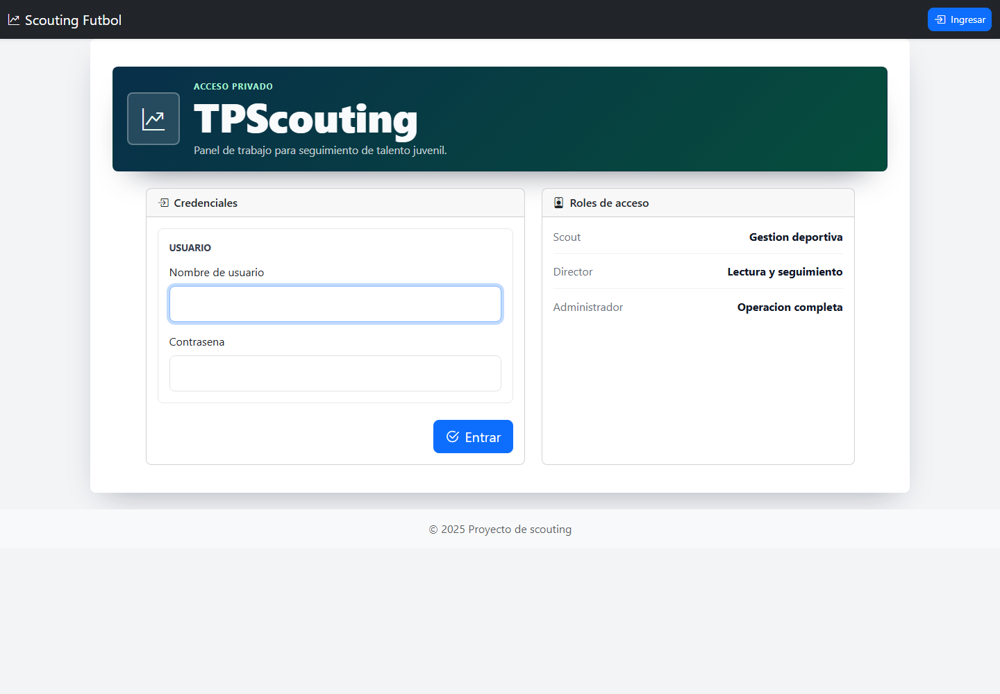 Scouting Futbol
Ingresar
ACCESO PRIVADO
TPScouting
Panel de trabajo para seguimiento de talento juvenil.
Credenciales
USUARIO
Nombre de usuario
Contrasena
Entrar
Roles de acceso
Scout Gestion deportiva
Director Lectura y seguimiento
Administrador Operacion completa
© 2025 Proyecto de scouting